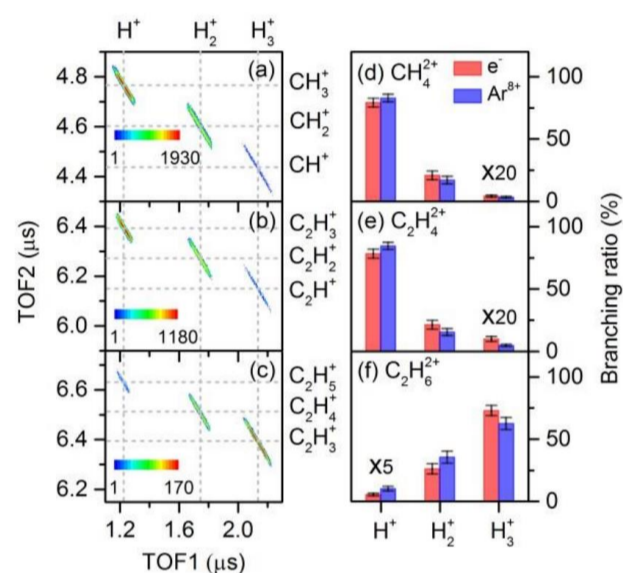 H⁺ H₂⁺ H₃⁺
4.8
4.6
4.4
(a)
1 1930
CH₃⁺
CH₂⁺
CH⁺
6.4
6.2
6.0
(b)
1 1180
C₂H₃⁺
C₂H₂⁺
C₂H⁺
6.6
6.4
6.2
(c)
1 170
C₂H₅⁺
C₂H₄⁺
C₂H₃⁺
TOF2 (μs)
1.2 1.6 2.0
TOF1 (μs)
(d) CH₄²⁺
e⁻
Ar⁸⁺
X20
100
50
0
(e) C₂H₄²⁺
X20
100
50
0
(f) C₂H₆²⁺
X5
100
50
0
Branching ratio (%)
H⁺ H₂⁺ H₃⁺